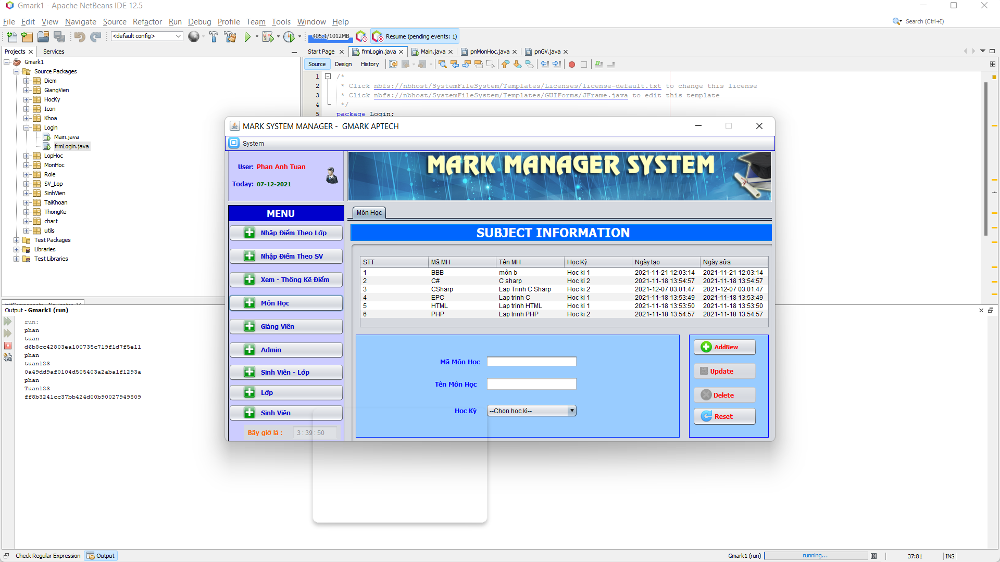 Gmark1 - Apache NetBeans IDE 12.5
File Edit View Navigate Source Refactor Run Debug Profile Team Tools Window Help
Search (Ctrl+I)
<default config>
405.1/1012MB
Resume (pending events: 1)
Projects
Services
Start Page
frmLogin.java
Main.java
pnMonHoc.java
pnGV.java
Source Design History
Gmark1
Source Packages
Diem
GiangVien
HocKy
Icon
Khoa
Login
Main.java
frmLogin.java
LopHoc
MonHoc
Role
SV_Lop
SinhVien
TaiKhoan
ThongKe
chart
utils
Test Packages
Libraries
Test Libraries
1 /*
2 * Click nbfs://nbhost/SystemFileSystem/Templates/Licenses/license-default.txt to change this license
3 * Click nbfs://nbhost/SystemFileSystem/Templates/GUIForms/JFrame.java to edit this template
4 */
5 package Login;
MARK SYSTEM MANAGER - GMARK APTECH
System
User: Phan Anh Tuan
Today: 07-12-2021
MARK MANAGER SYSTEM
MENU
Nhập Điểm Theo Lớp
Nhập Điểm Theo SV
Xem - Thống Kê Điểm
Môn Học
Giảng Viên
Admin
Sinh Viên - Lớp
Lớp
Sinh Viên
Bây giờ là : 3 : 39 : 50
Môn Học
SUBJECT INFORMATION
STT Mã MH Tên MH Học Kỳ Ngày tạo Ngày sửa
1 BBB môn b Hoc ki 1 2021-11-21 12:03:14 2021-11-21 12:03:14
2 C# C sharp Hoc ki 2 2021-11-18 13:54:57 2021-11-18 13:54:57
3 CSharp Lap Trinh C Sharp Hoc ki 2 2021-12-07 03:01:47 2021-12-07 03:01:47
4 EPC Lap trinh C Hoc ki 1 2021-11-18 13:53:49 2021-11-18 13:53:49
5 HTML Lap trinh HTML Hoc ki 1 2021-11-18 13:53:50 2021-11-18 13:53:50
6 PHP Lap trinh PHP Hoc ki 2 2021-11-18 13:54:57 2021-11-18 13:54:57
Mã Môn Học
Tên Môn Học
Học Kỳ --Chọn học kì--
AddNew
Update
Delete
Reset
initComponents - Navigator
Output - Gmark1 (run)
run:
phan
tuan
d6b8cc42803ea100735c719f1d7f5e11
phan
tuan123
0a49dd9af0104d505403a2aba1f1293a
phan
Tuan123
ff8b3241cc37bb424d00b90027949809
Check Regular Expression
Output
Gmark1 (run)
running...
37:81
INS